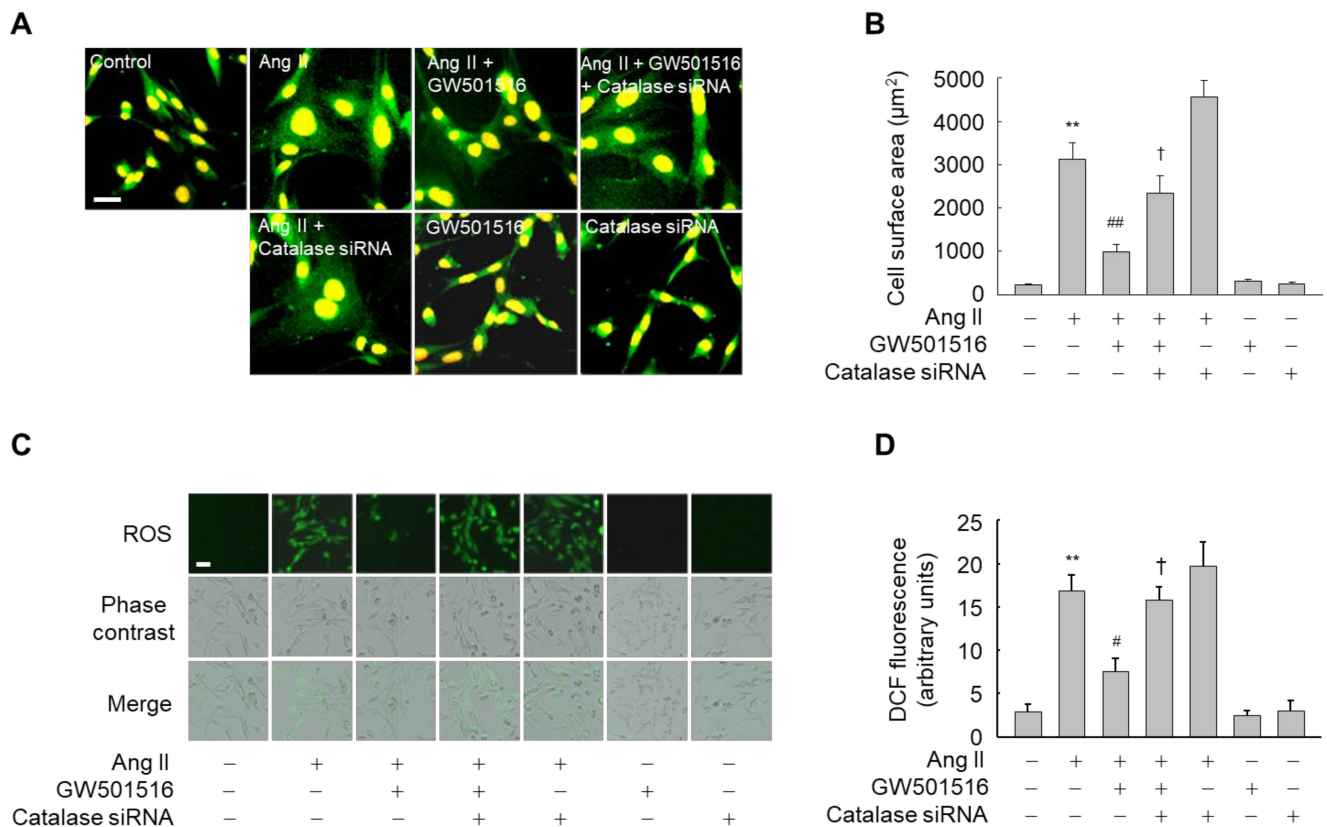 A
Control
Ang II
Ang II +
GW501516
Ang II + GW501516
+ Catalase siRNA
Ang II +
Catalase siRNA
GW501516
Catalase siRNA
B
Cell surface area (µm²)
5000
4000
3000
2000
1000
0
**
##
†
Ang II − + + + + − −
GW501516 − − + + − + −
Catalase siRNA − − − + + − +
C
ROS
Phase
contrast
Merge
Ang II − + + + + − −
GW501516 − − + + − + −
Catalase siRNA − − − + + − +
D
DCF fluorescence
(arbitrary units)
25
20
15
10
5
0
**
#
†
Ang II − + + + + − −
GW501516 − − + + − + −
Catalase siRNA − − − + + − +